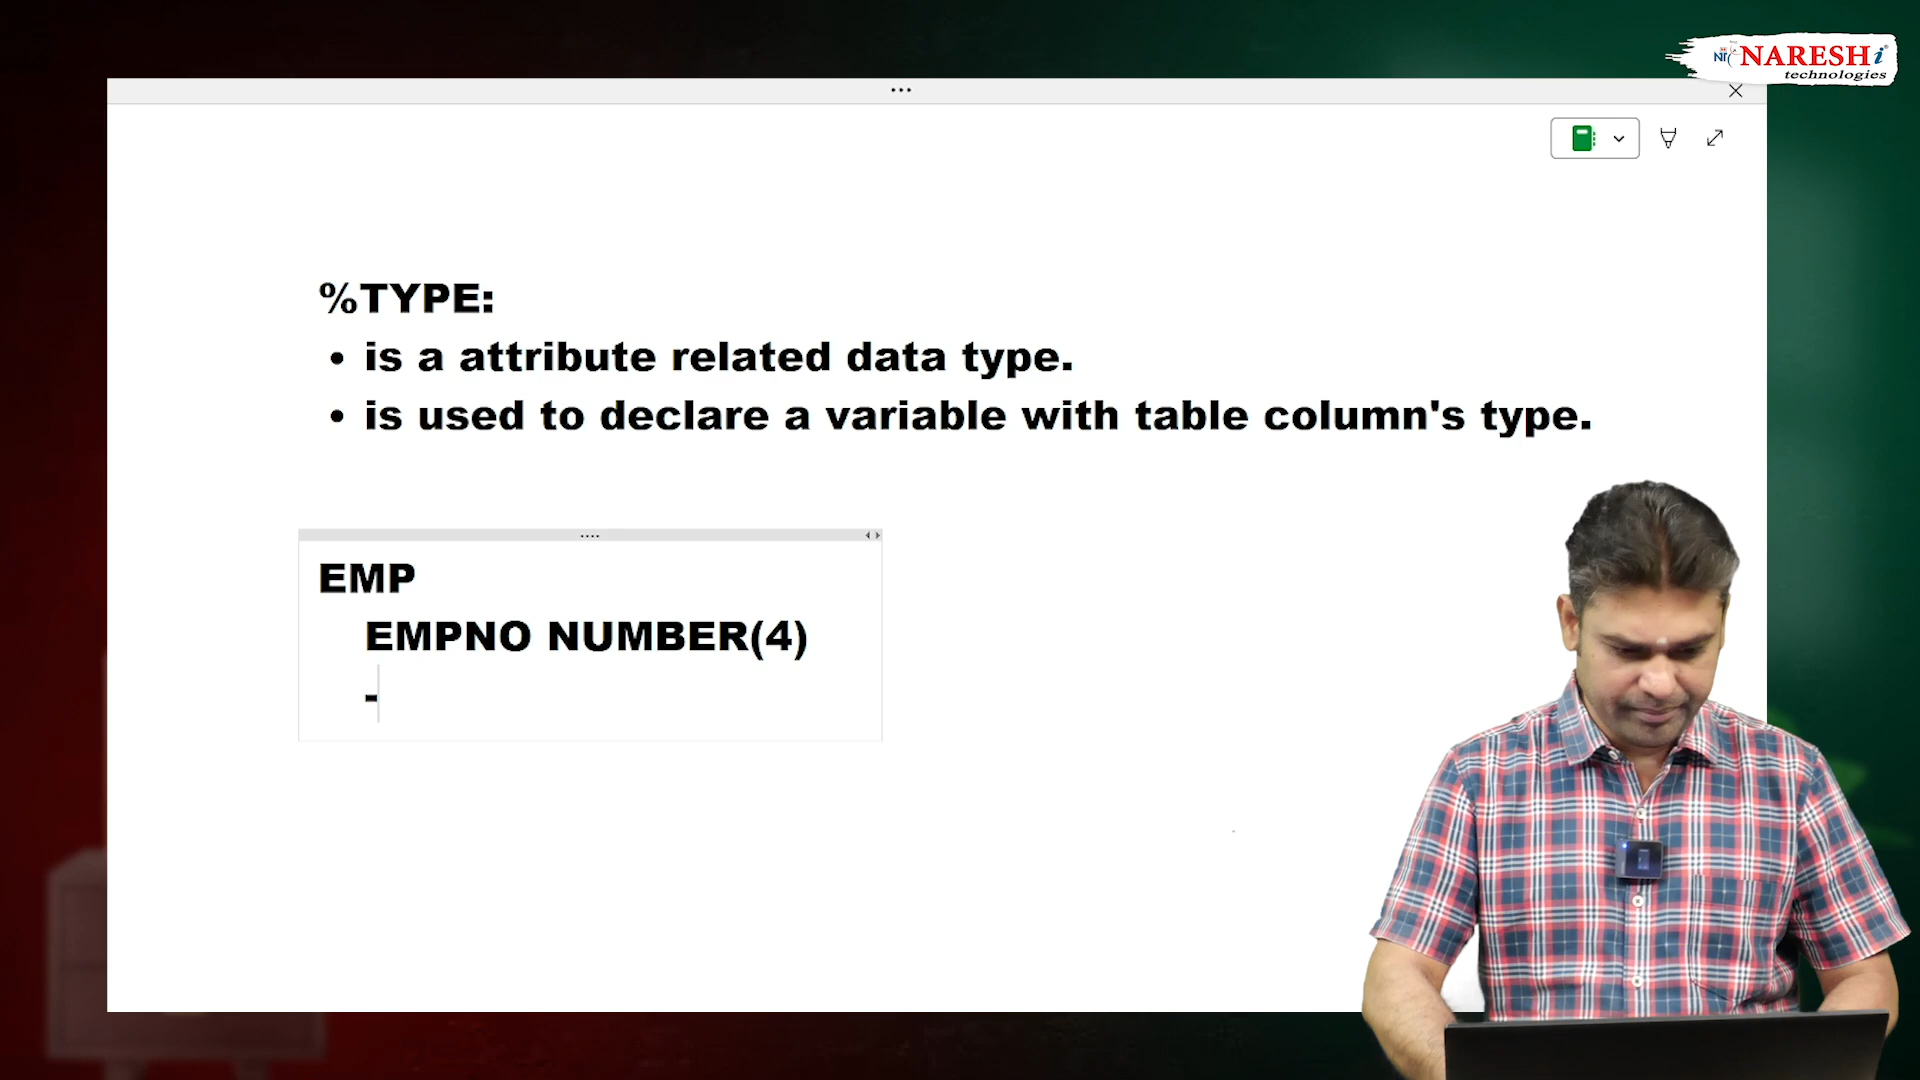 NARESH i
technologies
%TYPE:
• is a attribute related data type.
• is used to declare a variable with table column's type.
EMP
EMPNO NUMBER(4)
-